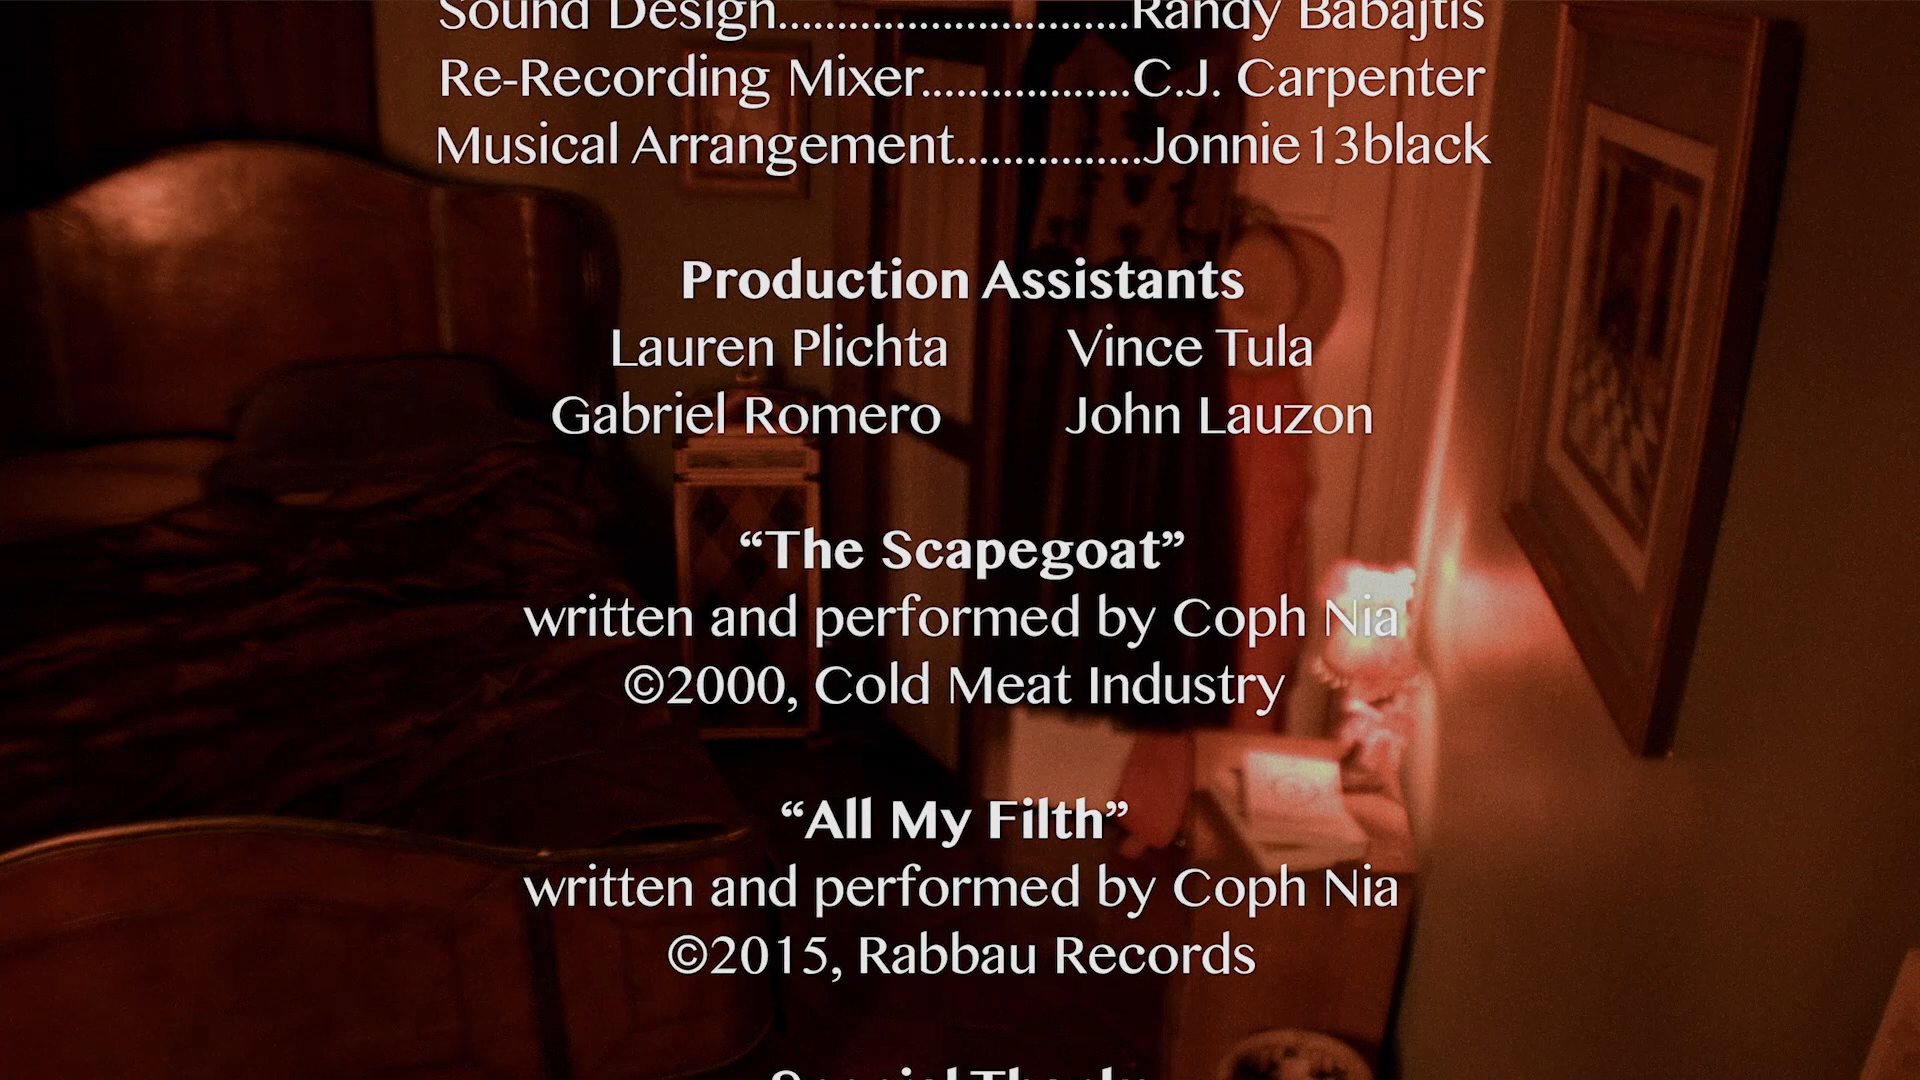 Sound Design..............................Randy Babajtis
Re-Recording Mixer..................C.J. Carpenter
Musical Arrangement................Jonnie13black
Production Assistants
Lauren Plichta Vince Tula
Gabriel Romero John Lauzon
“The Scapegoat”
written and performed by Coph Nia
©2000, Cold Meat Industry
“All My Filth”
written and performed by Coph Nia
©2015, Rabbau Records
Special Thanks